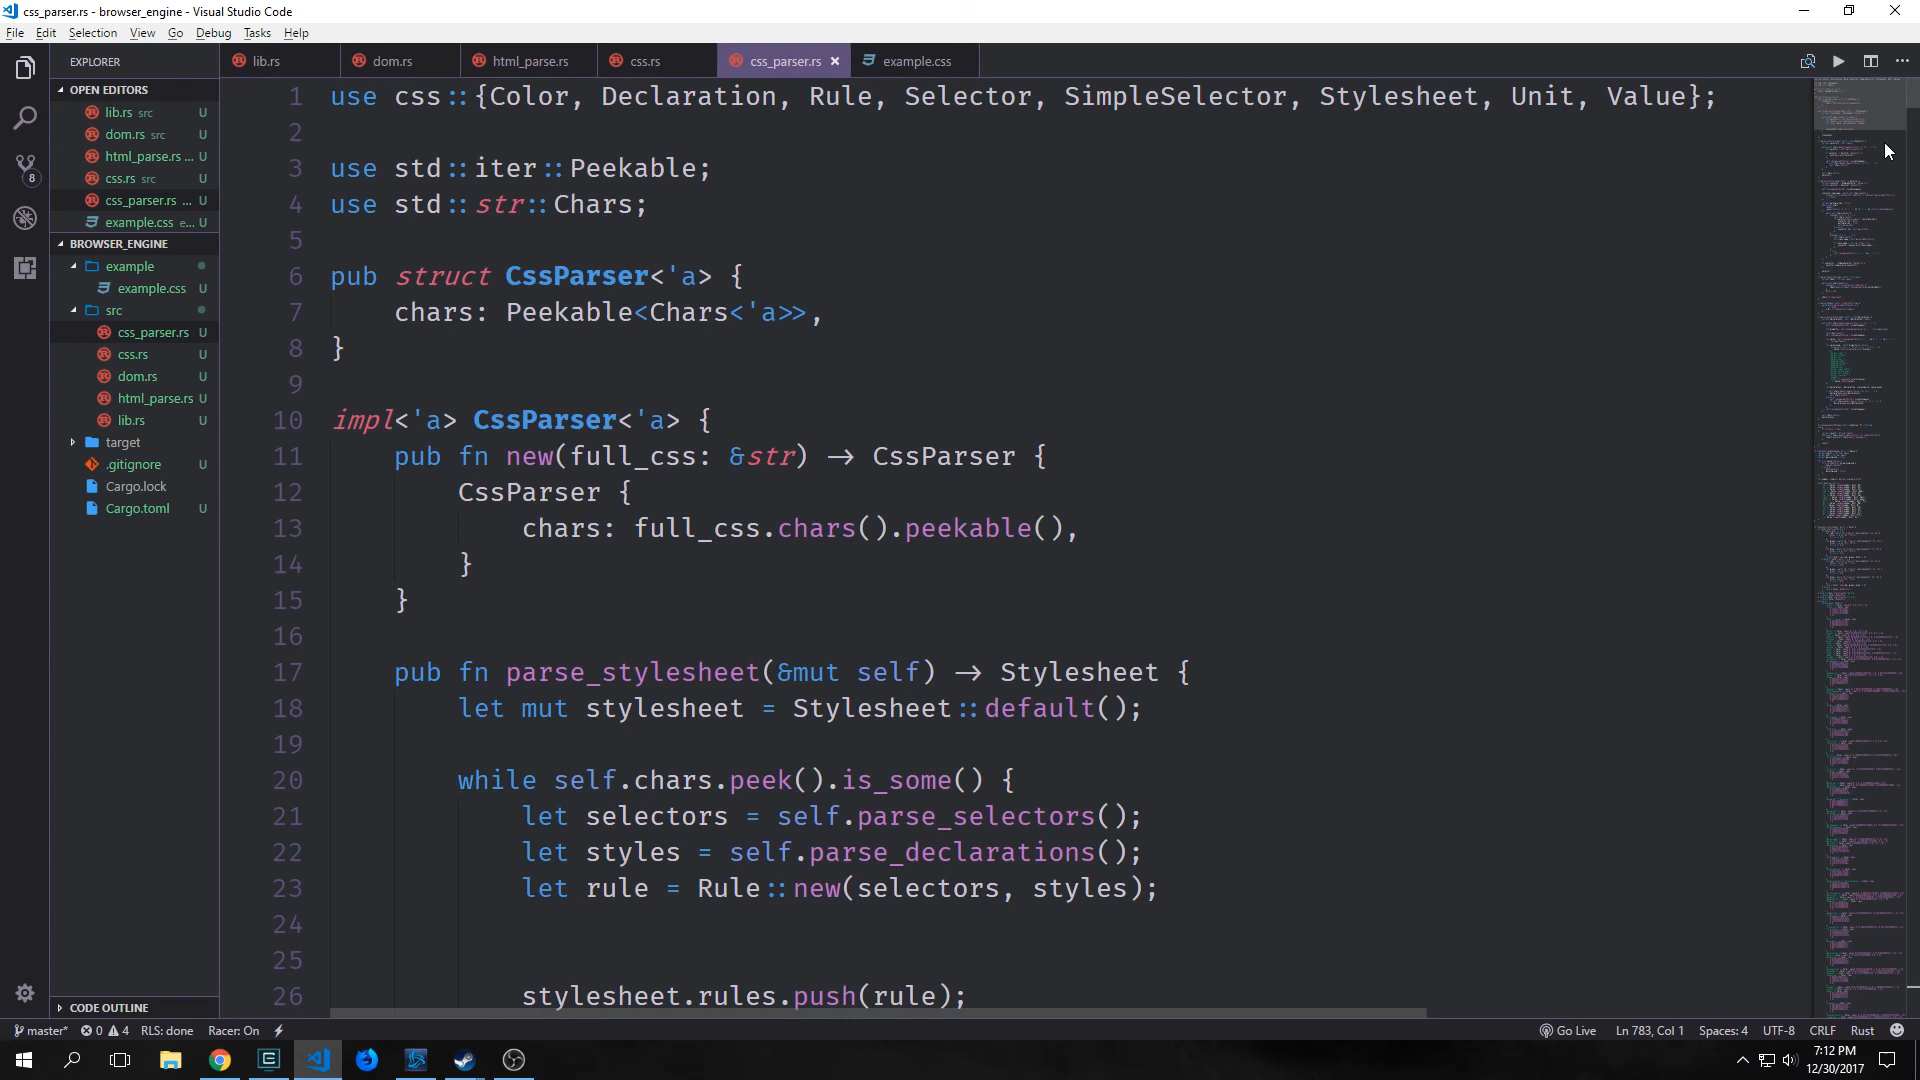 css_parser.rs - browser_engine - Visual Studio Code
File Edit Selection View Go Debug Tasks Help
EXPLORER
lib.rs dom.rs html_parse.rs css.rs css_parser.rs example.css
OPEN EDITORS
lib.rs src U
dom.rs src U
html_parse.rs ... U
css.rs src U
css_parser.rs ... U
example.css e... U
BROWSER_ENGINE
example
example.css U
src
css_parser.rs U
css.rs U
dom.rs U
html_parse.rs U
lib.rs U
target
.gitignore U
Cargo.lock
Cargo.toml U
CODE OUTLINE
8
1 use css::{Color, Declaration, Rule, Selector, SimpleSelector, Stylesheet, Unit, Value};
2
3 use std::iter::Peekable;
4 use std::str::Chars;
5
6 pub struct CssParser<'a> {
7 chars: Peekable<Chars<'a>>,
8 }
9
10 impl<'a> CssParser<'a> {
11 pub fn new(full_css: &str) -> CssParser {
12 CssParser {
13 chars: full_css.chars().peekable(),
14 }
15 }
16
17 pub fn parse_stylesheet(&mut self) -> Stylesheet {
18 let mut stylesheet = Stylesheet::default();
19
20 while self.chars.peek().is_some() {
21 let selectors = self.parse_selectors();
22 let styles = self.parse_declarations();
23 let rule = Rule::new(selectors, styles);
24
25
26 stylesheet.rules.push(rule);
master* 0 4 RLS: done Racer: On Go Live Ln 783, Col 1 Spaces: 4 UTF-8 CRLF Rust
7:12 PM
12/30/2017